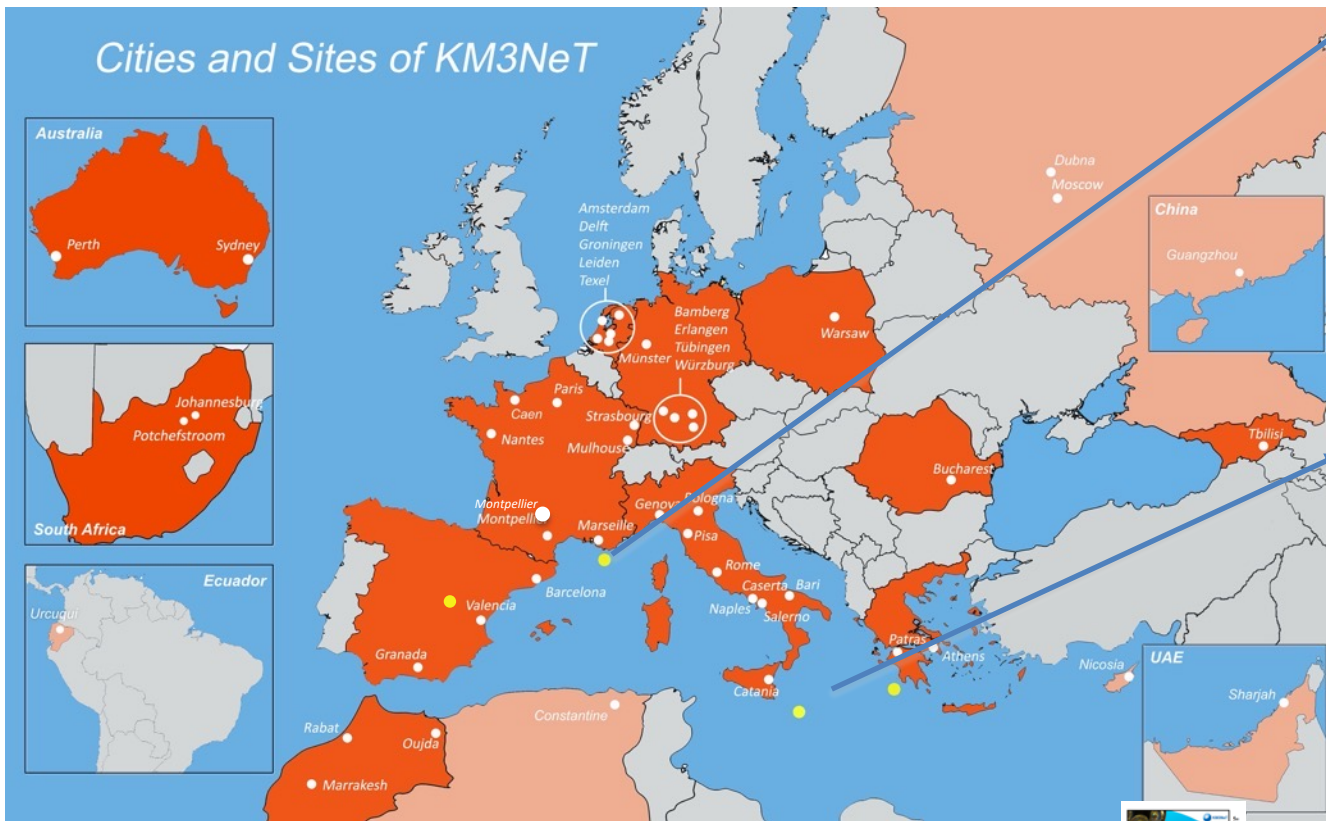 Cities and Sites of KM3NeT
Australia
Perth
Sydney
Johannesburg
Potchefstroom
South Africa
Ecuador
Urcuqui
Amsterdam
Delft
Groningen
Leiden
Texel
Bamberg
Erlangen
Tübingen
Würzburg
Münster
Warsaw
Dubna
Moscow
China
Guangzhou
Paris
Caen
Strasbourg
Nantes
Mulhouse
Montpellier
Montpellier
Marseille
Genova
Bologna
Pisa
Bucharest
Tbilisi
Rome
Barcelona
Valencia
Granada
Caserta
Bari
Naples
Salerno
Catania
Patras
Athens
Nicosia
UAE
Sharjah
Constantine
Rabat
Oujda
Marrakesh